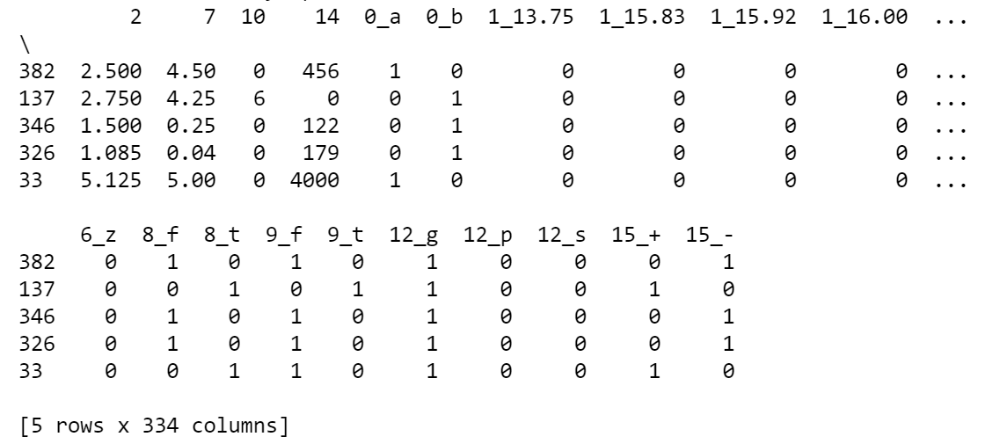 2 7 10 14 0_a 0_b 1_13.75 1_15.83 1_15.92 1_16.00 ...
\
382 2.500 4.50 0 456 1 0 0 0 0 0 ...
137 2.750 4.25 6 0 0 1 0 0 0 0 ...
346 1.500 0.25 0 122 0 1 0 0 0 0 ...
326 1.085 0.04 0 179 0 1 0 0 0 0 ...
33 5.125 5.00 0 4000 1 0 0 0 0 0 ...
6_z 8_f 8_t 9_f 9_t 12_g 12_p 12_s 15_+ 15_-
382 0 1 0 1 0 1 0 0 0 1
137 0 0 1 0 1 1 0 0 1 0
346 0 1 0 1 0 1 0 0 0 1
326 0 1 0 1 0 1 0 0 0 1
33 0 0 1 1 0 1 0 0 1 0
[5 rows x 334 columns]